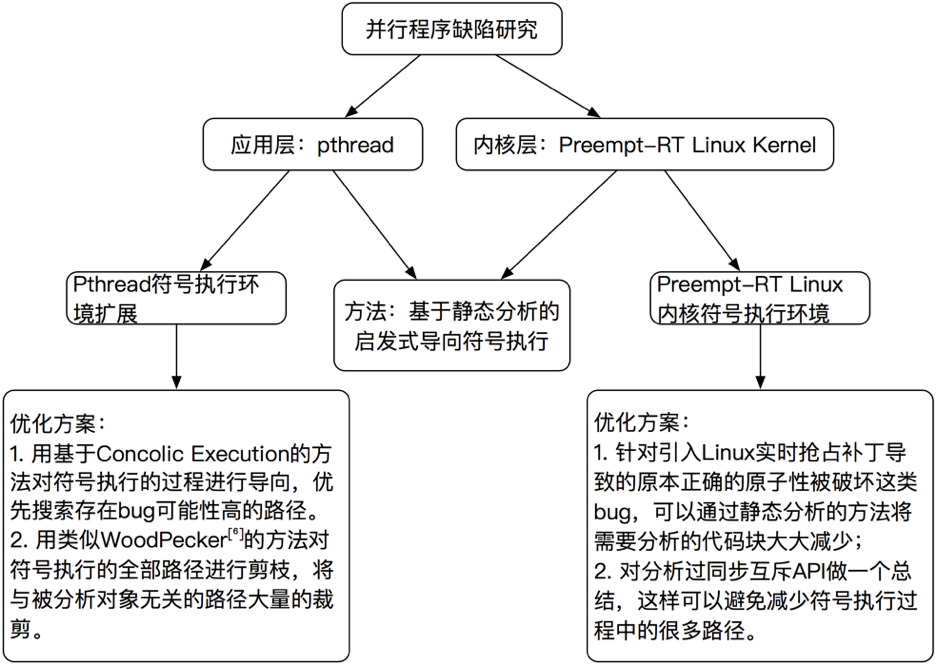 并行程序缺陷研究
应用层：pthread
内核层：Preempt-RT Linux Kernel
Pthread符号执行环
境扩展
方法：基于静态分析的
启发式导向符号执行
Preempt-RT Linux
内核符号执行环境
优化方案：
1. 用基于Concolic Execution的方
法对符号执行的过程进行导向，优
先搜索存在bug可能性高的路径。
2. 用类似WoodPecker[6]的方法对
符号执行的全部路径进行剪枝，将
与被分析对象无关的路径大量的裁
剪。
优化方案：
1. 针对引入Linux实时抢占补丁导
致的原本正确的原子性被破坏这类
bug，可以通过静态分析的方法将
需要分析的代码块大大减少；
2. 对分析过同步互斥API做一个总
结，这样可以避免减少符号执行过
程中的很多路径。